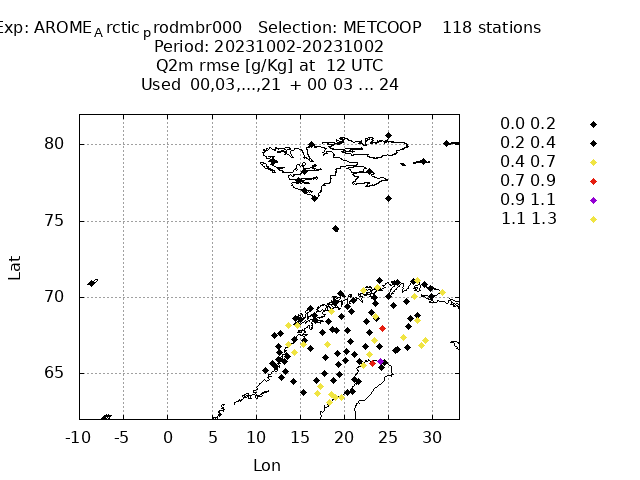 Exp: AROME_Arctic_prodmbr000 Selection: METCOOP 118 stations
Period: 20231002-20231002
Q2m rmse [g/Kg] at 12 UTC
Used 00,03,...,21 + 00 03 ... 24
0.0 0.2
0.2 0.4
0.4 0.7
0.7 0.9
0.9 1.1
1.1 1.3
80
75
70
65
Lat
-10 -5 0 5 10 15 20 25 30
Lon